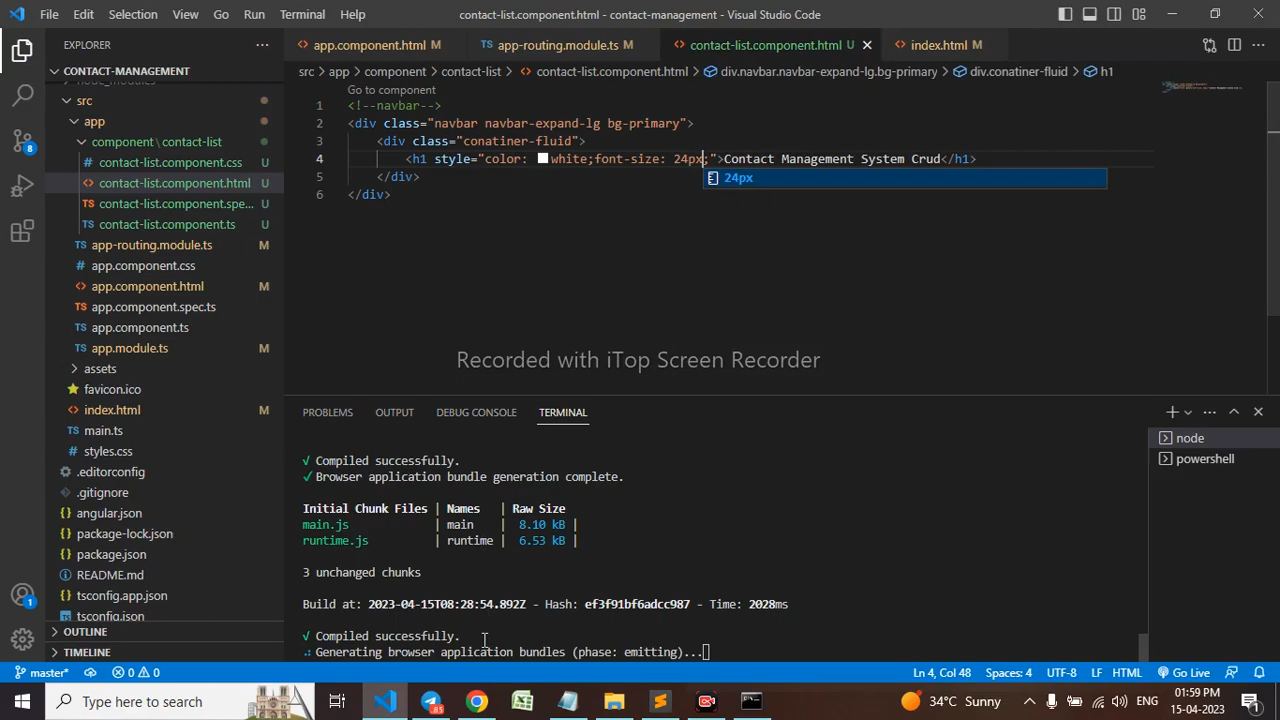 File Edit Selection View Go Run Terminal Help contact-list.component.html - contact-management - Visual Studio Code
EXPLORER
CONTACT-MANAGEMENT
node_modules
src
app
component \ contact-list
contact-list.component.css U
contact-list.component.html U
contact-list.component.spe... U
contact-list.component.ts U
app-routing.module.ts M
app.component.css
app.component.html M
app.component.spec.ts
app.component.ts
app.module.ts M
assets
favicon.ico
index.html M
main.ts
styles.css
.editorconfig
.gitignore
angular.json
package-lock.json
package.json
README.md
tsconfig.app.json
tsconfig.json
OUTLINE
TIMELINE
app.component.html M app-routing.module.ts M contact-list.component.html U index.html M
src > app > component > contact-list > contact-list.component.html > div.navbar.navbar-expand-lg.bg-primary > div.conatiner-fluid > h1
Go to component
1 <!--navbar-->
2 <div class="navbar navbar-expand-lg bg-primary">
3 <div class="conatiner-fluid">
4 <h1 style="color: white;font-size: 24px;">Contact Management System Crud</h1>
5 </div>
6 </div>
24px
Recorded with iTop Screen Recorder
PROBLEMS OUTPUT DEBUG CONSOLE TERMINAL
node
powershell
✓ Compiled successfully.
✓ Browser application bundle generation complete.
Initial Chunk Files | Names | Raw Size
main.js | main | 8.10 kB |
runtime.js | runtime | 6.53 kB |
3 unchanged chunks
Build at: 2023-04-15T08:28:54.892Z - Hash: ef3f91bf6adcc987 - Time: 2028ms
✓ Compiled successfully.
Generating browser application bundles (phase: emitting)...
master* 0 0 Ln 4, Col 48 Spaces: 4 UTF-8 LF HTML Go Live
Type here to search 85 34°C Sunny ENG 01:59 PM 15-04-2023 1